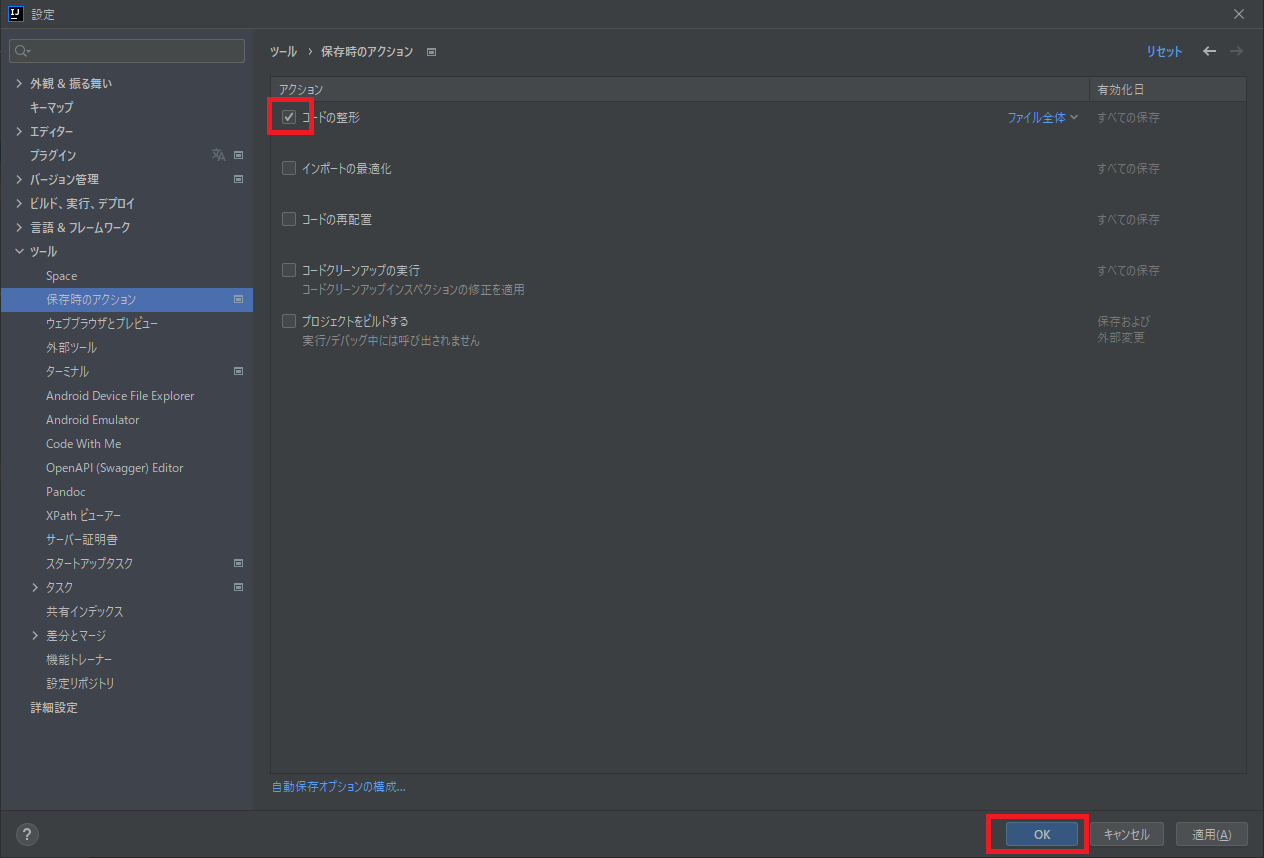 設定
外観 & 振る舞い
キーマップ
エディター
プラグイン
バージョン管理
ビルド、実行、デプロイ
言語 & フレームワーク
ツール
Space
保存時のアクション
ウェブブラウザとプレビュー
外部ツール
ターミナル
Android Device File Explorer
Android Emulator
Code With Me
OpenAPI (Swagger) Editor
Pandoc
XPath ビューアー
サーバー証明書
スタートアップタスク
タスク
共有インデックス
差分とマージ
機能トレーナー
設定リポジトリ
詳細設定
ツール › 保存時のアクション
リセット
アクション 有効化日
コードの整形 ファイル全体 すべての保存
インポートの最適化 すべての保存
コードの再配置 すべての保存
コードクリーンアップの実行 すべての保存
コードクリーンアップインスペクションの修正を適用
プロジェクトをビルドする 保存および
実行/デバッグ中には呼び出されません 外部変更
自動保存オプションの構成...
? OK キャンセル 適用(A)